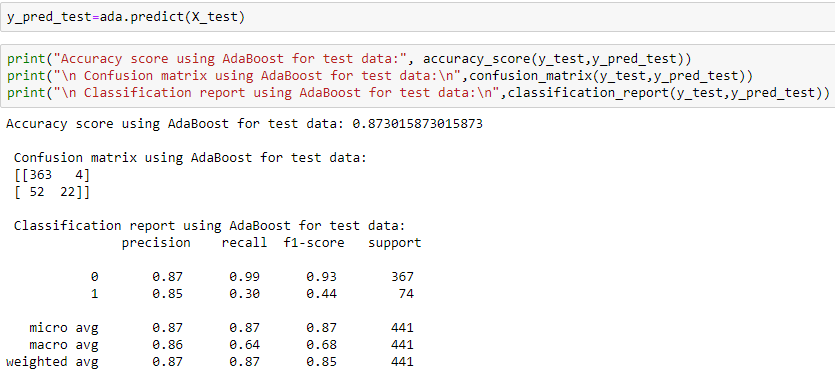 y_pred_test=ada.predict(X_test)
print("Accuracy score using AdaBoost for test data:", accuracy_score(y_test,y_pred_test))
print("\n Confusion matrix using AdaBoost for test data:\n",confusion_matrix(y_test,y_pred_test))
print("\n Classification report using AdaBoost for test data:\n",classification_report(y_test,y_pred_test))
Accuracy score using AdaBoost for test data: 0.873015873015873
Confusion matrix using AdaBoost for test data:
[[363   4]
[ 52  22]]
Classification report using AdaBoost for test data:
precision    recall  f1-score   support
0       0.87      0.99      0.93       367
1       0.85      0.30      0.44        74
micro avg       0.87      0.87      0.87       441
macro avg       0.86      0.64      0.68       441
weighted avg       0.87      0.87      0.85       441